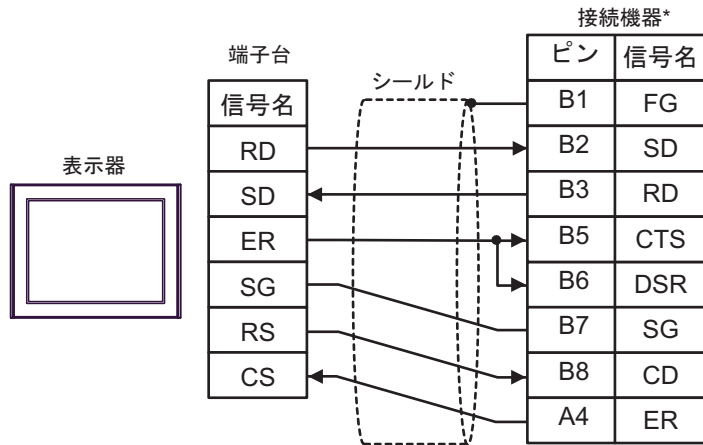 接続機器*
端子台
ピン 信号名
シールド
信号名
B1 FG
RD
B2 SD
表示器
SD
B3 RD
ER
B5 CTS
SG
B6 DSR
RS
B7 SG
CS
B8 CD
A4 ER